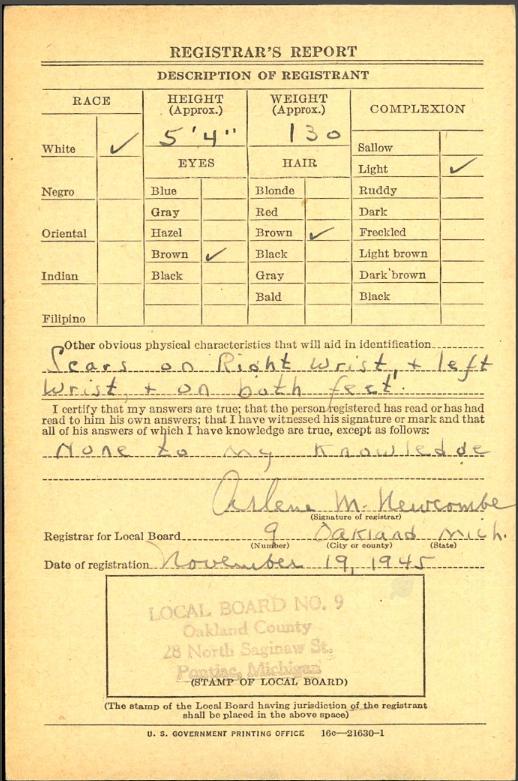 REGISTRAR'S REPORT
DESCRIPTION OF REGISTRANT
RACE
HEIGHT
(Approx.)
WEIGHT
(Approx.)
COMPLEXION
5'4"
130
White ✓
EYES
HAIR
Sallow
Light ✓
Negro
Blue
Blonde
Ruddy
Gray
Red
Dark
Oriental
Hazel
Brown ✓
Freckled
Brown ✓
Black
Light brown
Indian
Black
Gray
Dark brown
Bald
Black
Filipino
Other obvious physical characteristics that will aid in identification
Scars on Right Wrist, + left
Wrist, + on both feet.
I certify that my answers are true; that the person registered has read or has had
read to him his own answers; that I have witnessed his signature or mark and that
all of his answers of which I have knowledge are true, except as follows:
None to my Knowledde
Arlene M. Newcombe
(Signature of registrar)
Registrar for Local Board 9 Oakland Mich.
(Number) (City or county) (State)
Date of registration November 19, 1945
LOCAL BOARD NO. 9
Oakland County
28 North Saginaw St.
Pontiac, Michigan
(STAMP OF LOCAL BOARD)
(The stamp of the Local Board having jurisdiction of the registrant
shall be placed in the above space)
U. S. GOVERNMENT PRINTING OFFICE 16c—21630-1